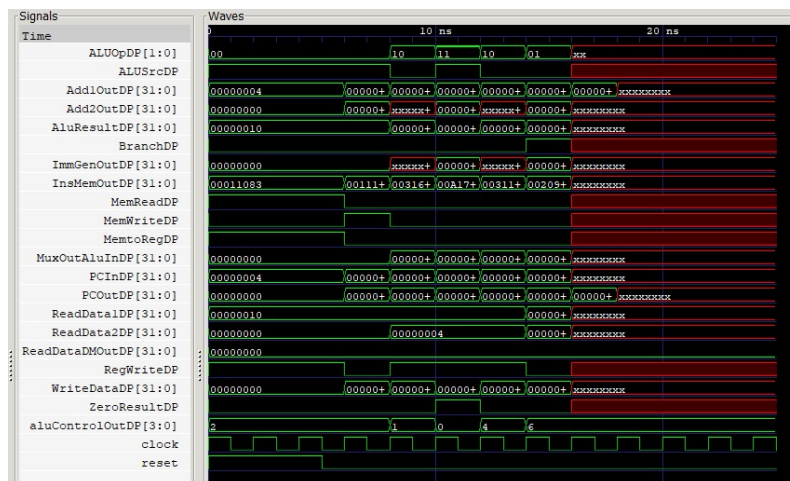 Signals
Waves
Time
0 10 ns 20 ns
ALUOpDP[1:0] 00 10 11 10 01 xx
ALUSrcDP
Add1OutDP[31:0] 00000004 00000+ 00000+ 00000+ 00000+ 00000+ 00000+ xxxxxxxx
Add2OutDP[31:0] 00000000 00000+ xxxxx+ 00000+ xxxxx+ 00000+ xxxxxxxx
AluResultOutDP[31:0] 00000010 00000+ 00000+ 00000+ 00000+ xxxxxxxx
BranchDP
ImmGenOutDP[31:0] 00000000 xxxxx+ 00000+ xxxxx+ 00000+ xxxxxxxx
InsMemOutDP[31:0] 00011083 00111+ 00316+ 00A17+ 00311+ 00209+ xxxxxxxx
MemReadDP
MemWriteDP
MemtoRegDP
MuxOutAluInDP[31:0] 00000000 00000+ 00000+ 00000+ 00000+ xxxxxxxx
PCInDP[31:0] 00000004 00000+ 00000+ 00000+ 00000+ 00000+ xxxxxxxx
PCOutDP[31:0] 00000000 00000+ 00000+ 00000+ 00000+ 00000+ 00000+ xxxxxxxx
ReadData1DP[31:0] 00000010 00000+ xxxxxxxx
ReadData2DP[31:0] 00000000 00000004 00000+ xxxxxxxx
ReadDataDMOutDP[31:0] 00000000
RegWriteDP
WriteDataDP[31:0] 00000000 00000+ 00000+ 00000+ 00000+ 00000+ xxxxxxxx
ZeroResultDP
aluControlOutDP[3:0] 2 1 0 4 6
clock
reset